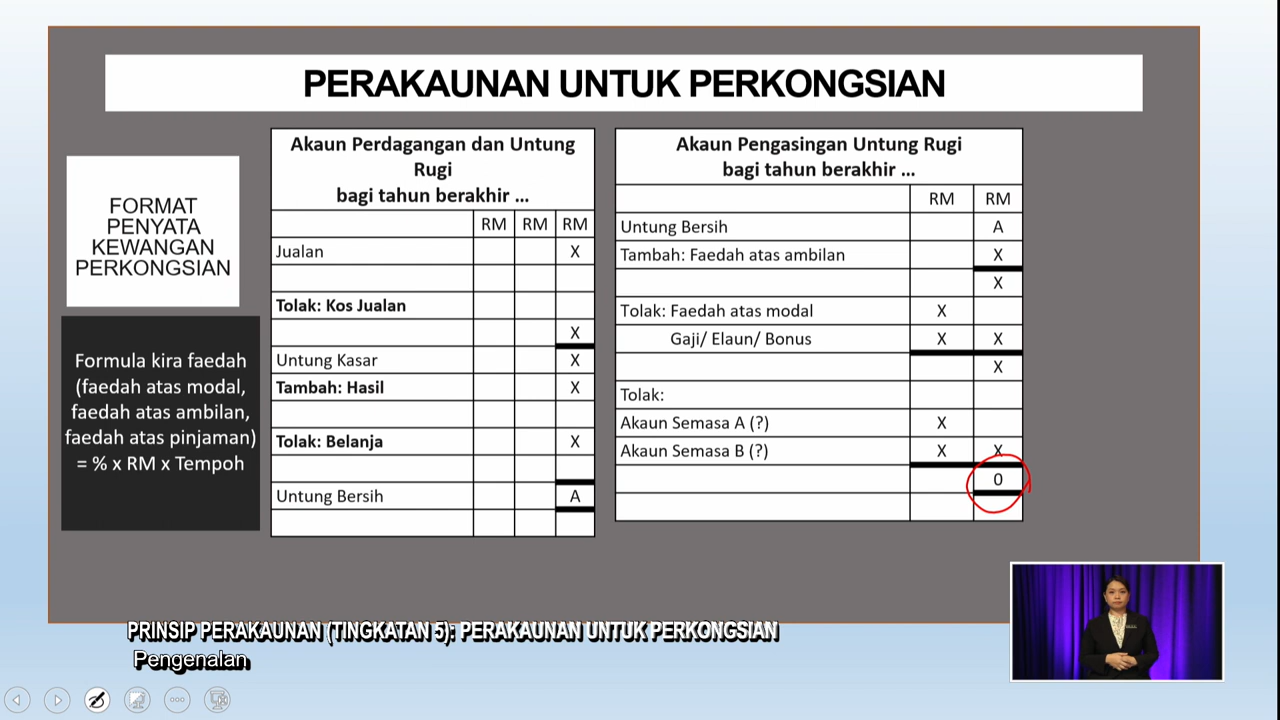 PERAKAUNAN UNTUK PERKONGSIAN
FORMAT
PENYATA
KEWANGAN
PERKONGSIAN
Formula kira faedah
(faedah atas modal,
faedah atas ambilan,
faedah atas pinjaman)
= % x RM x Tempoh
Akaun Perdagangan dan Untung
Rugi
bagi tahun berakhir ...
RM RM RM
Jualan X
Tolak: Kos Jualan
X
Untung Kasar X
Tambah: Hasil X
Tolak: Belanja X
Untung Bersih A
Akaun Pengasingan Untung Rugi
bagi tahun berakhir ...
RM RM
Untung Bersih A
Tambah: Faedah atas ambilan X
X
Tolak: Faedah atas modal X
Gaji/ Elaun/ Bonus X X
X
Tolak:
Akaun Semasa A (?) X
Akaun Semasa B (?) X X
0
PRINSIP PERAKAUNAN (TINGKATAN 5): PERAKAUNAN UNTUK PERKONGSIAN
Pengenalan